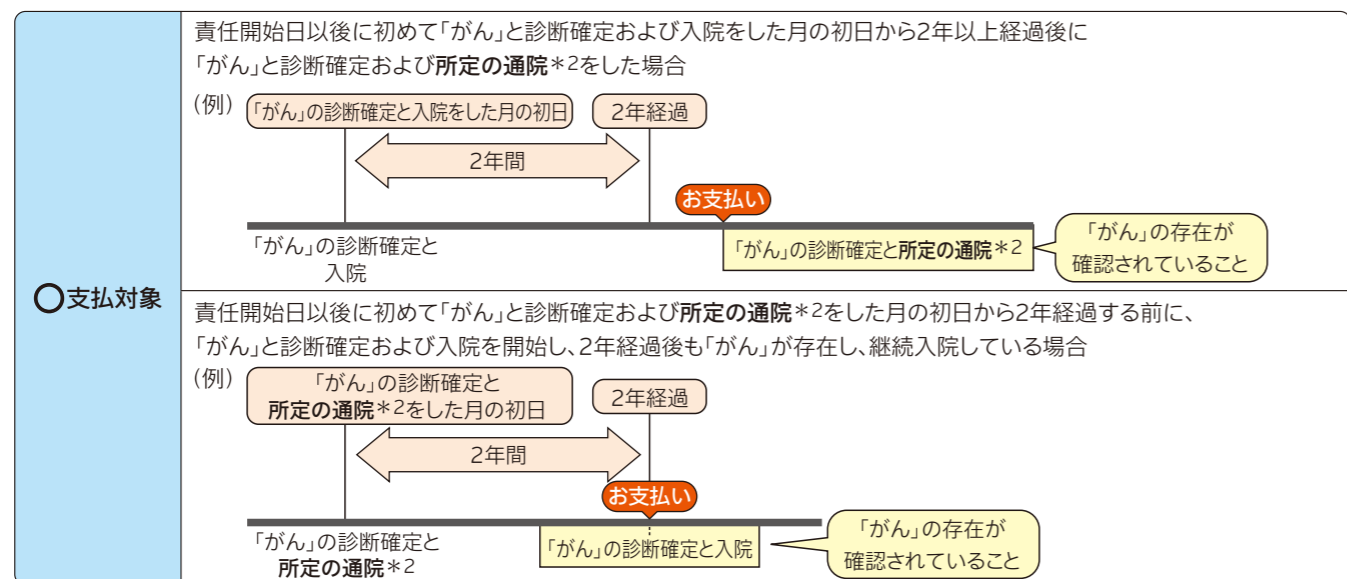 責任開始日以後に初めて「がん」と診断確定および入院をした月の初日から2年以上経過後に
「がん」と診断確定および所定の通院*2をした場合
(例)
「がん」の診断確定と入院をした月の初日
2年経過
2年間
お支払い
「がん」の診断確定と
入院
「がん」の診断確定と所定の通院*2
「がん」の存在が
確認されていること
○支払対象
責任開始日以後に初めて「がん」と診断確定および所定の通院*2をした月の初日から2年経過する前に、
「がん」と診断確定および入院を開始し、2年経過後も「がん」が存在し、継続入院している場合
(例)
「がん」の診断確定と
所定の通院*2をした月の初日
2年経過
2年間
お支払い
「がん」の診断確定と
所定の通院*2
「がん」の診断確定と入院
「がん」の存在が
確認されていること